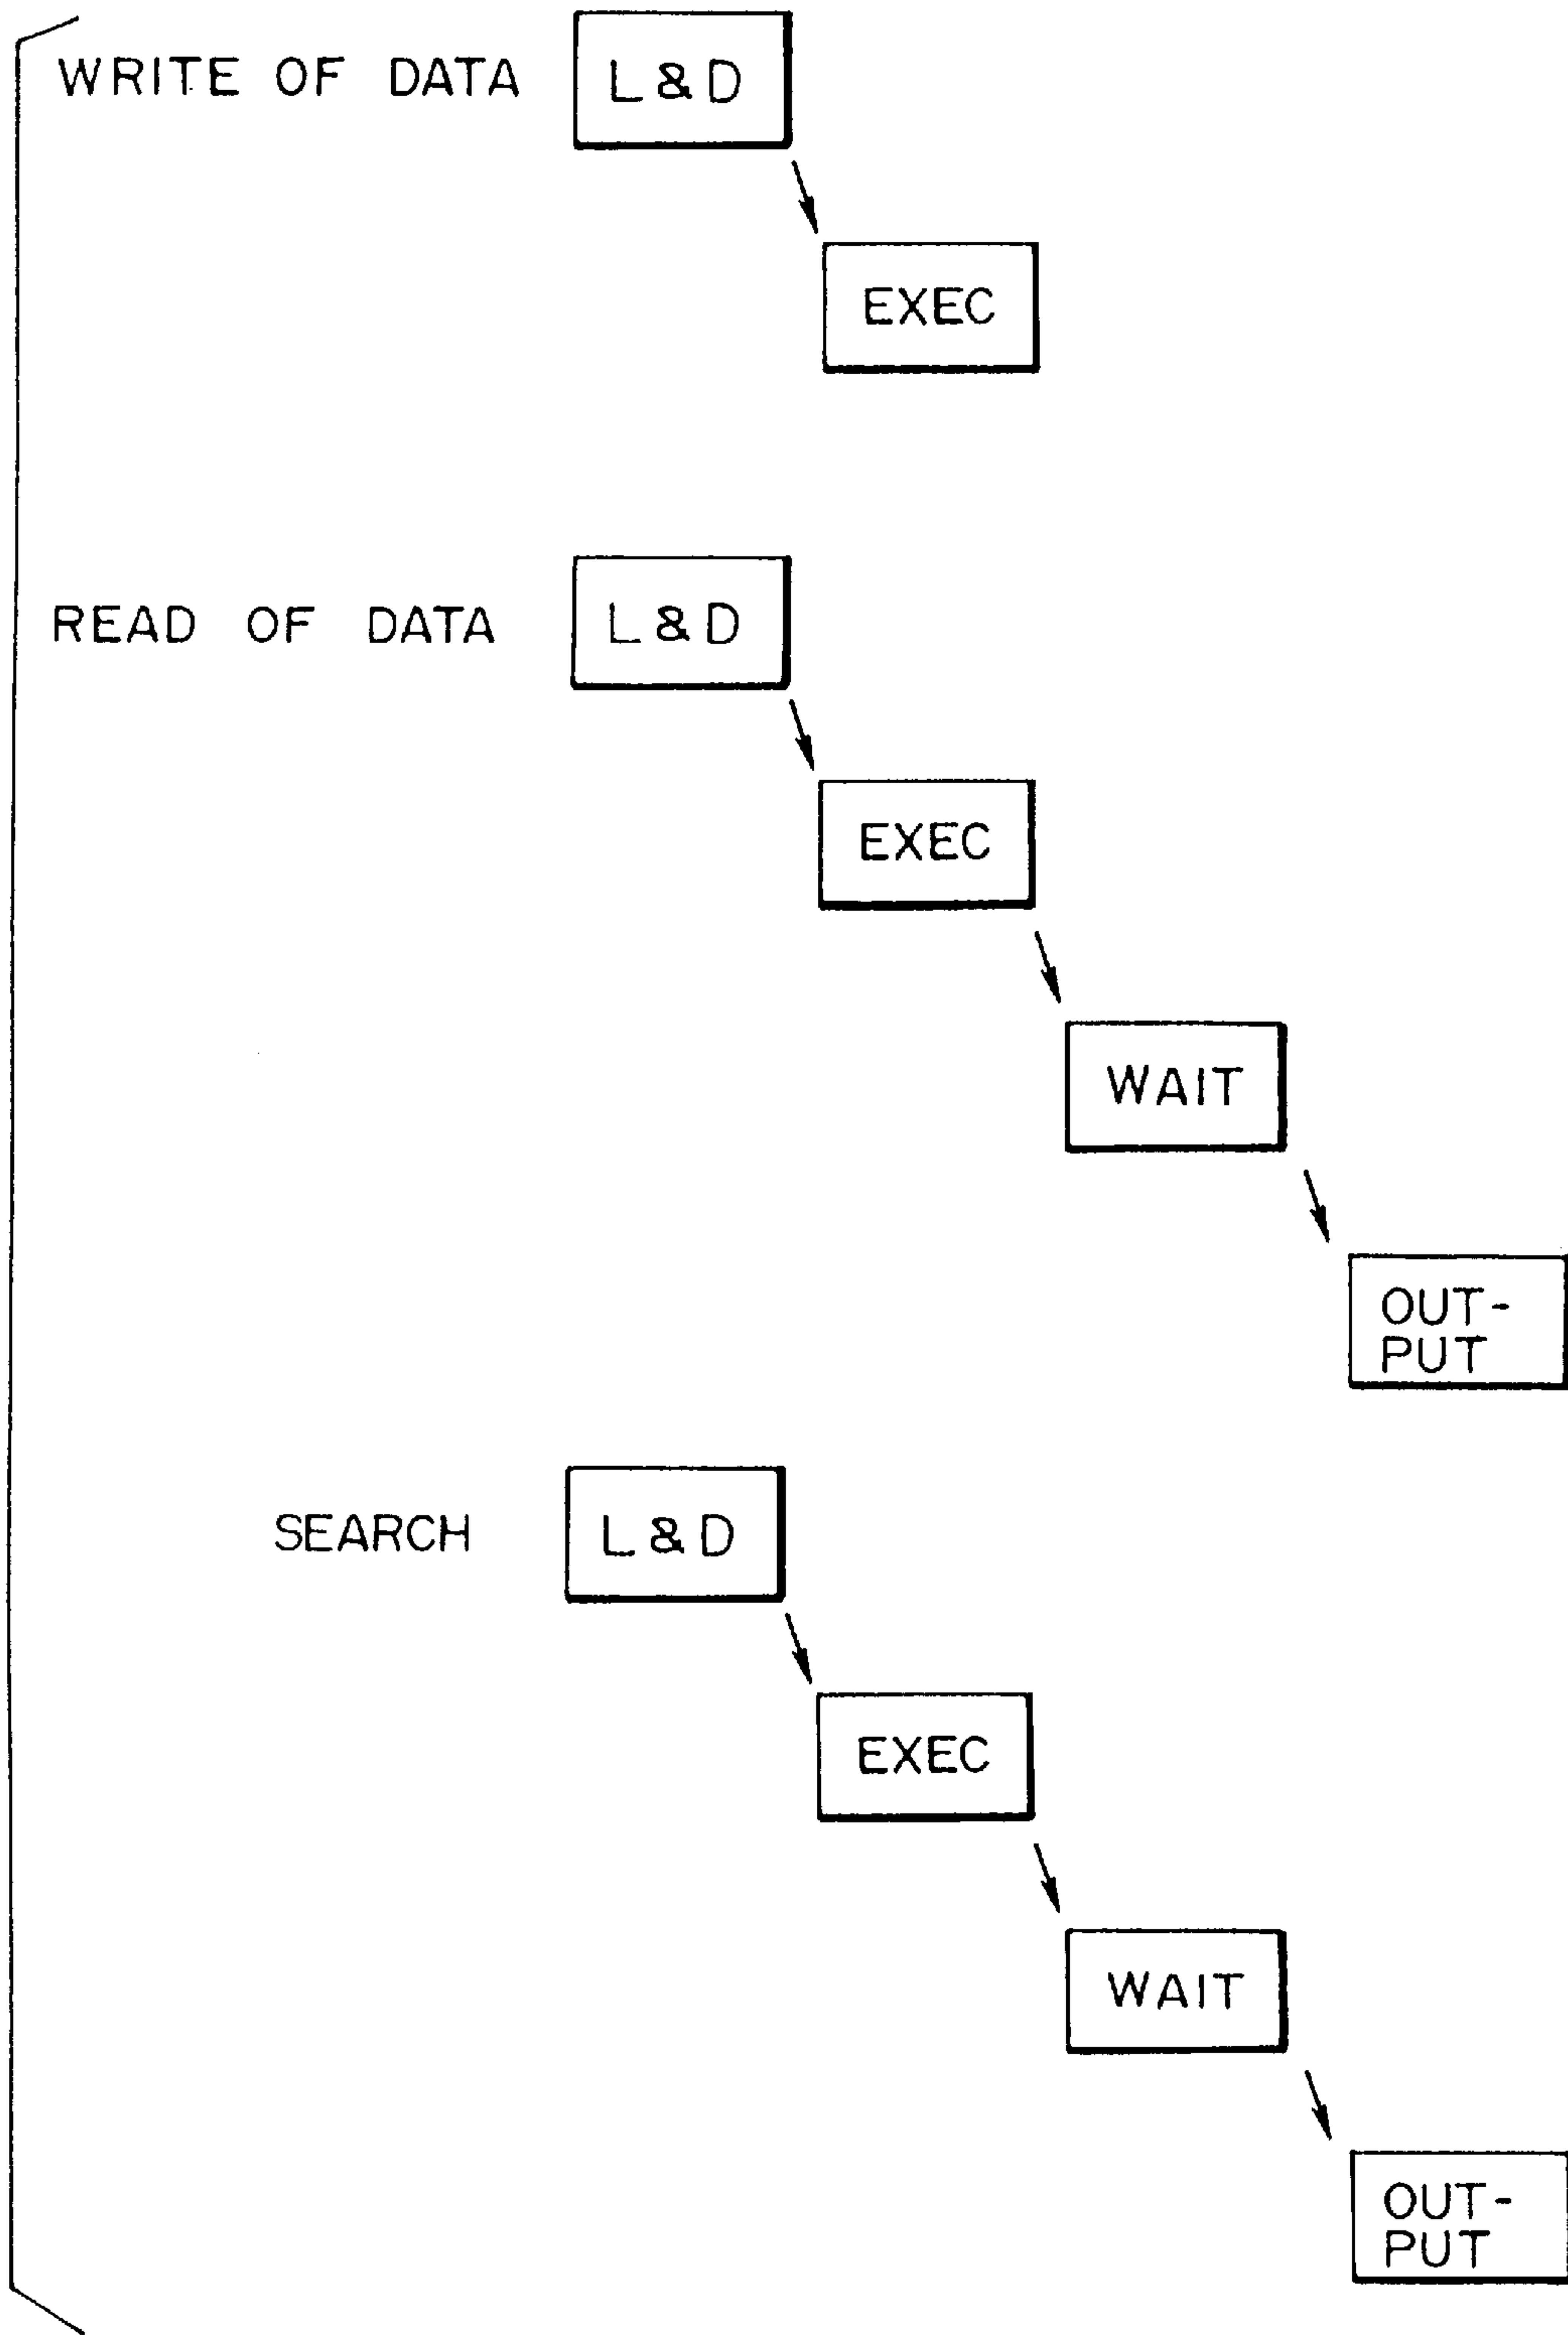 WRITE OF DATA
L & D
EXEC
READ OF DATA
L & D
EXEC
WAIT
OUT-
PUT
SEARCH
L & D
EXEC
WAIT
OUT-
PUT